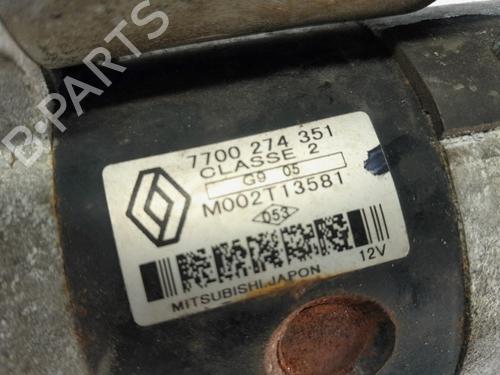 B-PARTS
7700 274 351
CLASSE 2
G9 05
M002T13581
053
12V
MITSUBISHI.JAPON